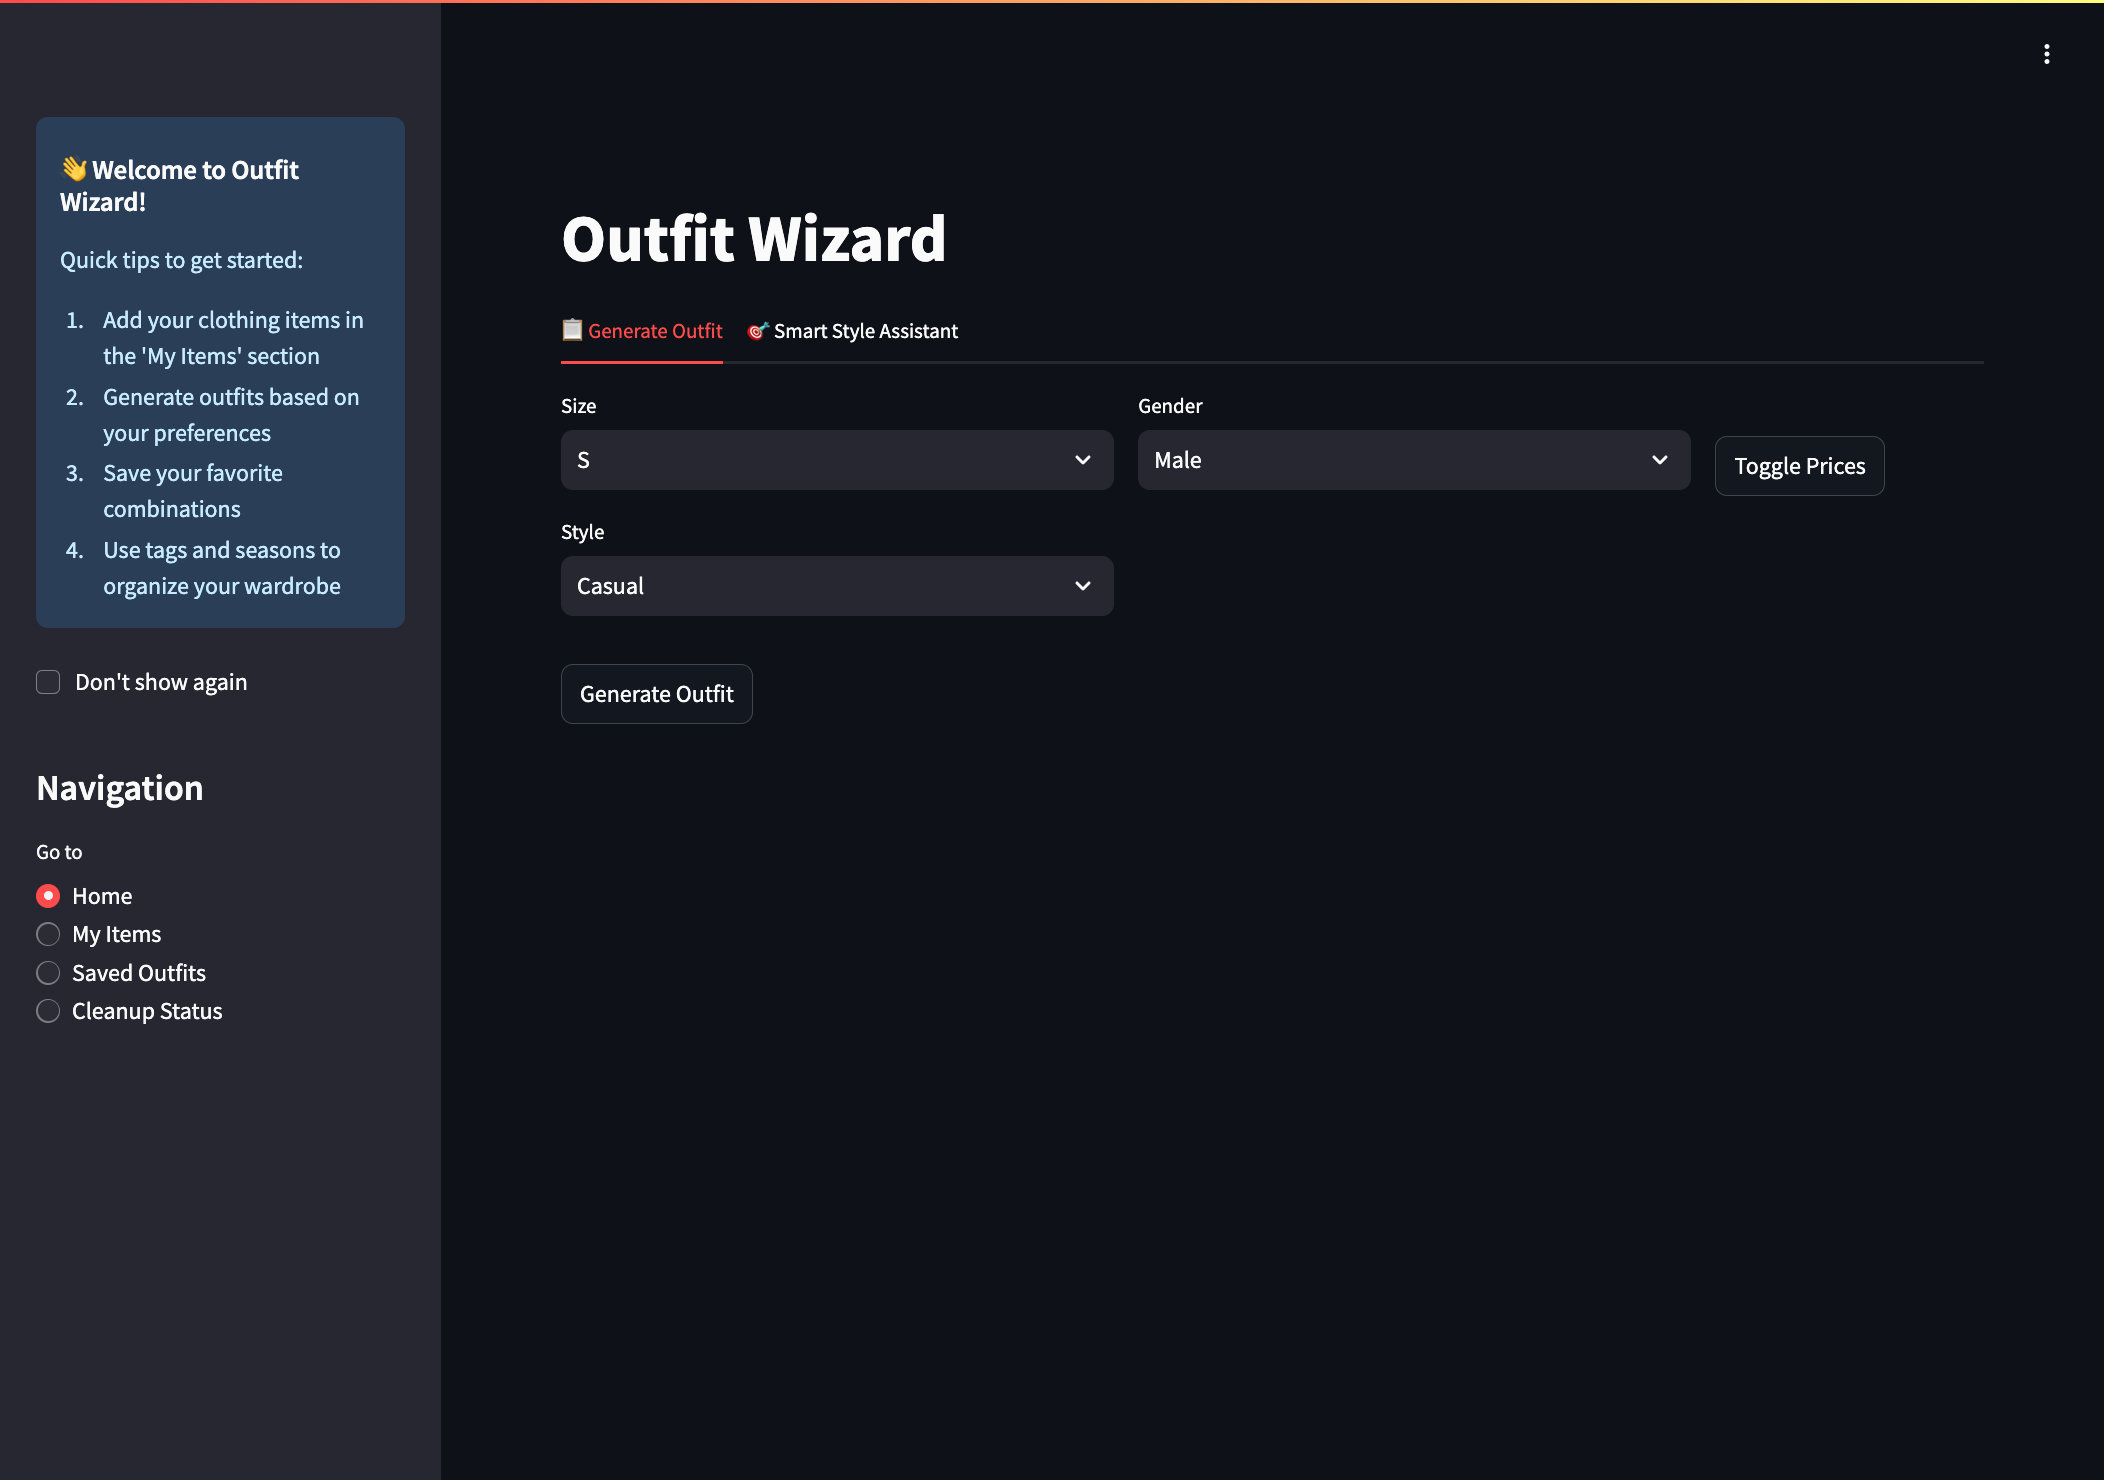 👋 Welcome to Outfit
Wizard!
Quick tips to get started:
1. Add your clothing items in
the 'My Items' section
2. Generate outfits based on
your preferences
3. Save your favorite
combinations
4. Use tags and seasons to
organize your wardrobe
Don't show again
Navigation
Go to
Home
My Items
Saved Outfits
Cleanup Status
Outfit Wizard
📋 Generate Outfit 🎯 Smart Style Assistant
Size Gender
S Male Toggle Prices
Style
Casual
Generate Outfit